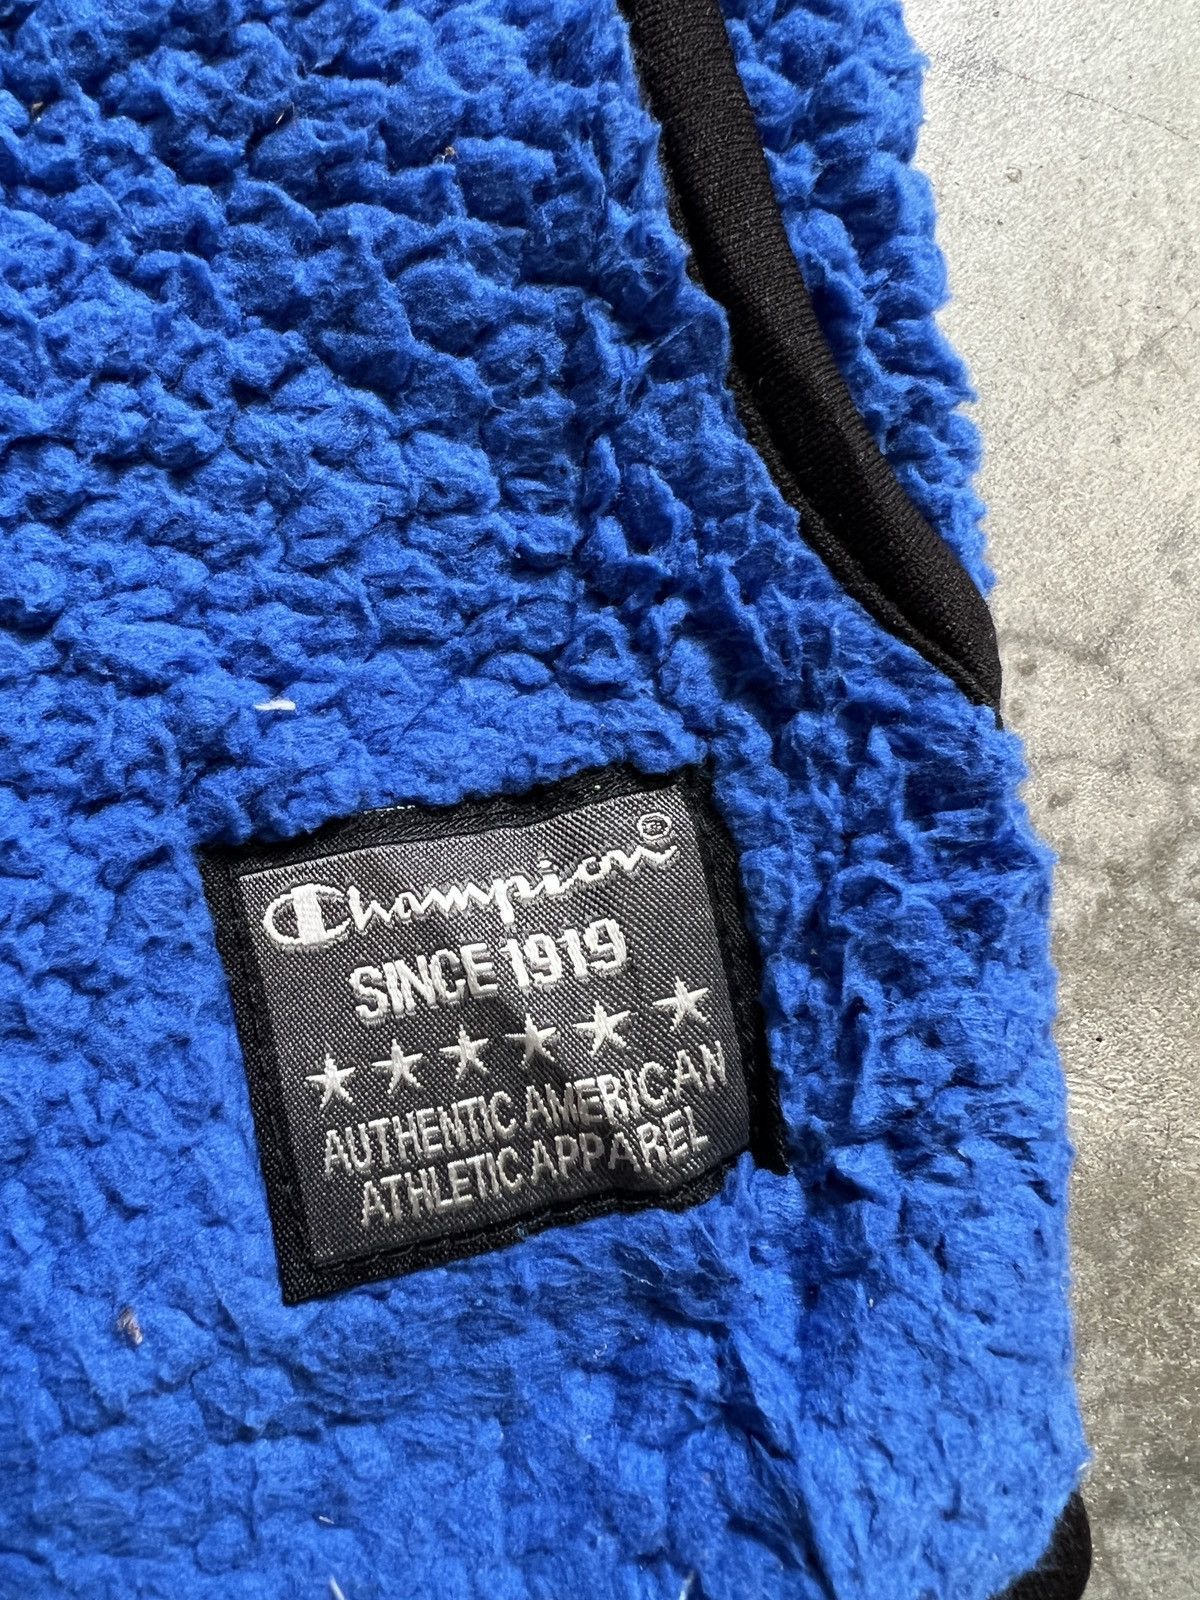 Champion®
SINCE 1919
★ ★ ★ ★ ★ ★
AUTHENTIC AMERICAN
ATHLETIC APPAREL